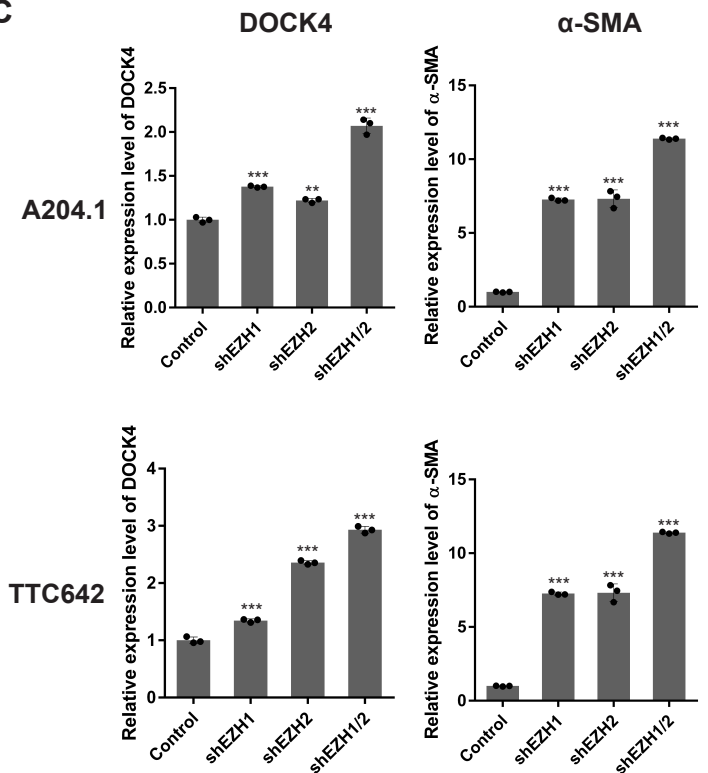 C
DOCK4
α-SMA
A204.1
Relative expression level of DOCK4
2.5
2.0
1.5
1.0
0.5
0.0
***
**
***
Control
shEZH1
shEZH2
shEZH1/2
Relative expression level of α-SMA
15
10
5
0
***
***
***
Control
shEZH1
shEZH2
shEZH1/2
TTC642
Relative expression level of DOCK4
4
3
2
1
0
***
***
***
Control
shEZH1
shEZH2
shEZH1/2
Relative expression level of α-SMA
15
10
5
0
***
***
***
Control
shEZH1
shEZH2
shEZH1/2